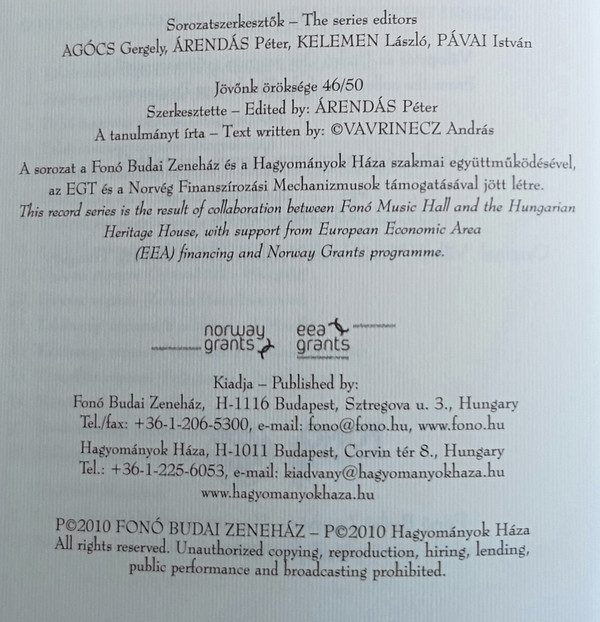 Sorozatszerkesztők – The series editors
AGÓCS Gergely, ÁRENDÁS Péter, KELEMEN László, PÁVAI István
Jövőnk öröksége 46/50
Szerkesztette – Edited by: ÁRENDÁS Péter
A tanulmányt írta – Text written by: ©VAVRINECZ András
A sorozat a Fonó Budai Zeneház és a Hagyományok Háza szakmai együttműködésével,
az EGT és a Norvég Finanszírozási Mechanizmusok támogatásával jött létre.
This record series is the result of collaboration between Fonó Music Hall and the Hungarian
Heritage House, with support from European Economic Area
(EEA) financing and Norway Grants programme.
norway grants eea grants
Kiadja – Published by:
Fonó Budai Zeneház, H-1116 Budapest, Sztregova u. 3., Hungary
Tel./fax: +36-1-206-5300, e-mail: fono@fono.hu, www.fono.hu
Hagyományok Háza, H-1011 Budapest, Corvin tér 8., Hungary
Tel.: +36-1-225-6053, e-mail: kiadvany@hagyomanyokhaza.hu
www.hagyomanyokhaza.hu
P©2010 FONÓ BUDAI ZENEHÁZ – P©2010 Hagyományok Háza
All rights reserved. Unauthorized copying, reproduction, hiring, lending,
public performance and broadcasting prohibited.